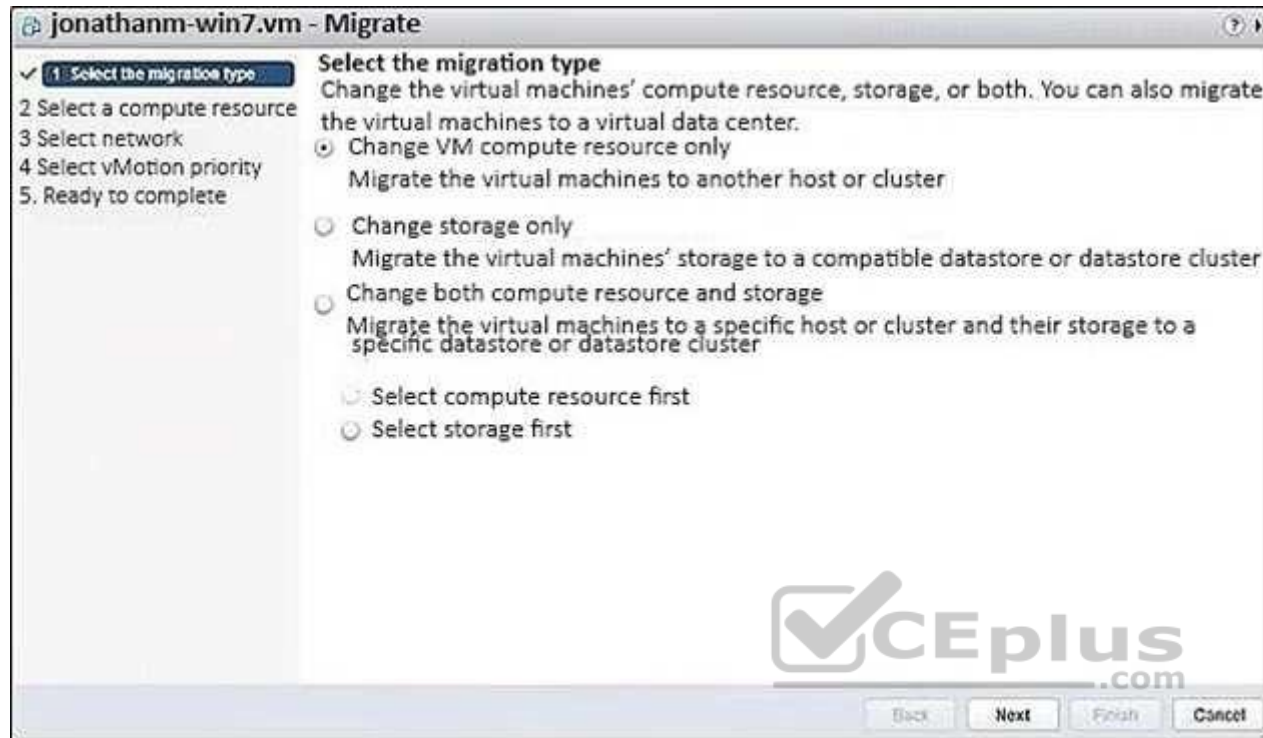 jonathanm-win7.vm - Migrate
1 Select the migration type
2 Select a compute resource
3 Select network
4 Select vMotion priority
5. Ready to complete
Select the migration type
Change the virtual machines' compute resource, storage, or both. You can also migrate
the virtual machines to a virtual data center.
Change VM compute resource only
Migrate the virtual machines to another host or cluster
Change storage only
Migrate the virtual machines' storage to a compatible datastore or datastore cluster
Change both compute resource and storage
Migrate the virtual machines to a specific host or cluster and their storage to a
specific datastore or datastore cluster
Select compute resource first
Select storage first
CEplus
.com
Back Next Finish Cancel